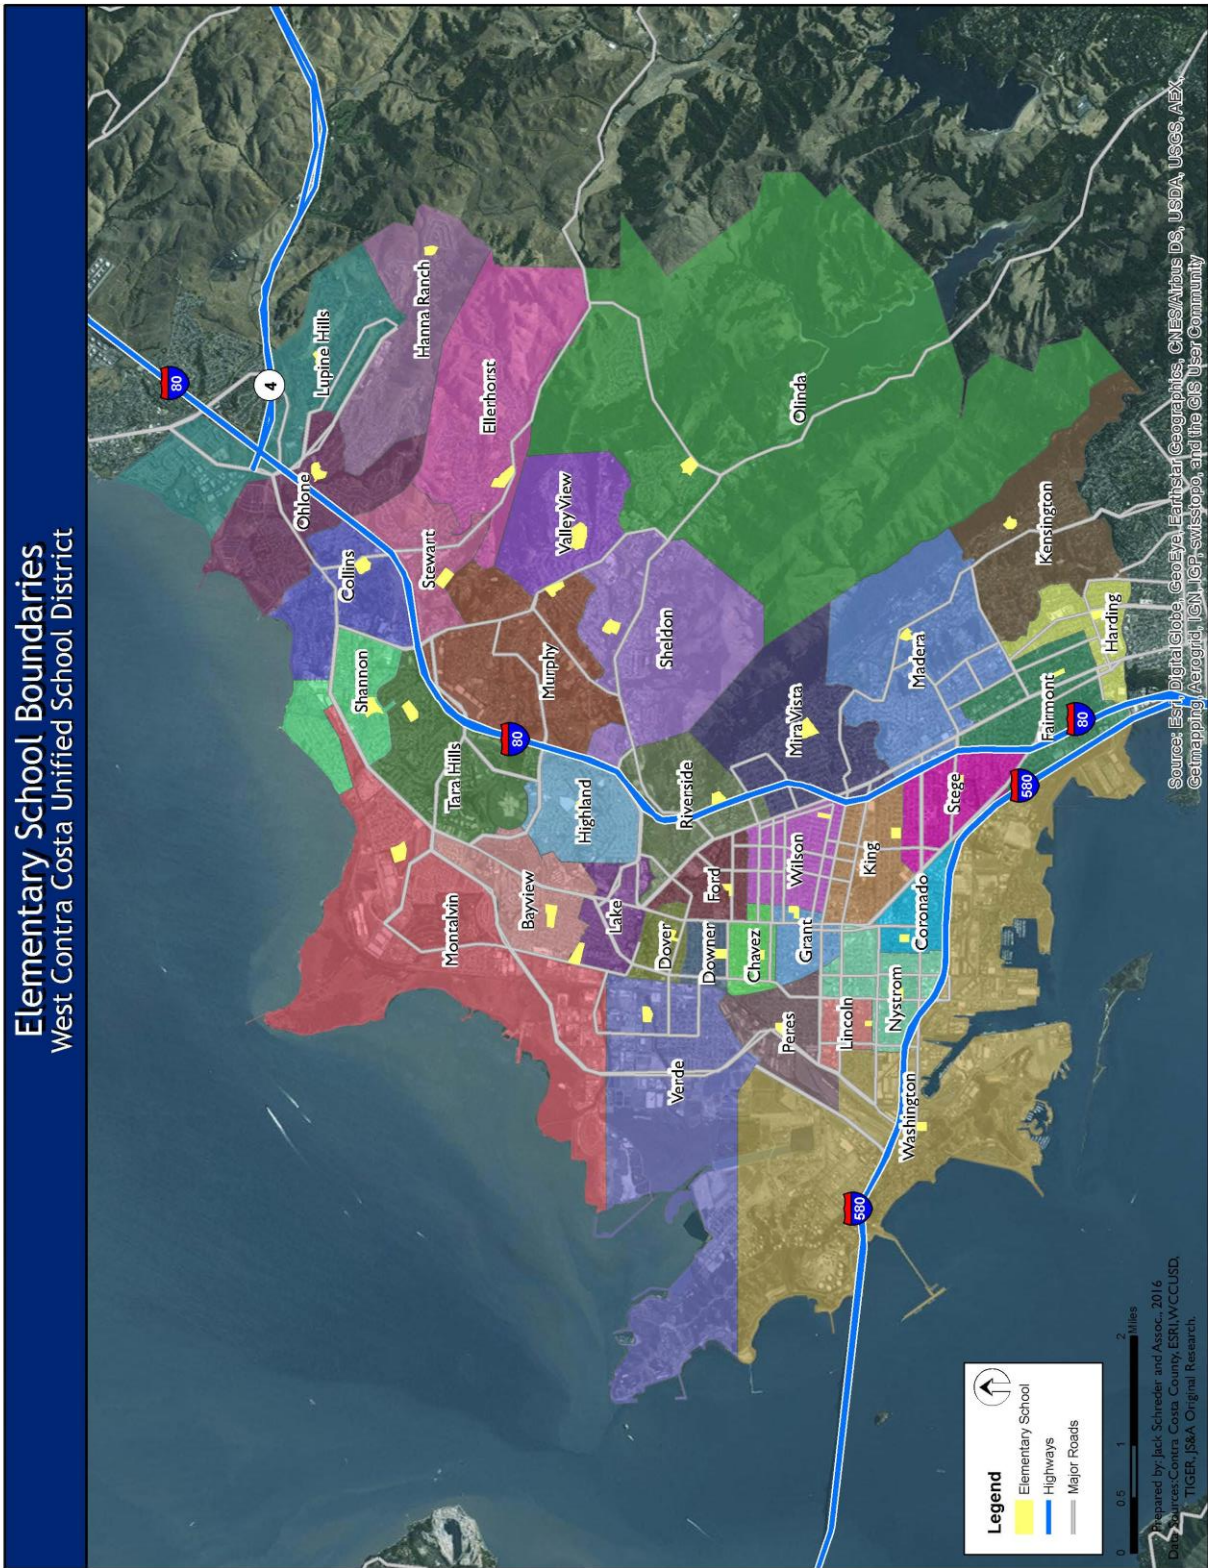 Elementary School Boundaries
West Contra Costa Unified School District
80
4
Lupine Hills
Hanna Ranch
Ohlone
Ellerhorst
Collins
Stewart
Valley View
Shannon
Olinda
Tara Hills
Murphy
Sheldon
80
Kensington
Montalvin
Highland
Madera
Harding
Bayview
Riverside
Mira Vista
Fairmont
80
Lake
Ford
Wilson
King
Stege
580
Dover
Downer
Chavez
Grant
Coronado
Verde
Peres
Lincoln
Nystrom
Washington
580
Legend
Elementary School
Highways
Major Roads
0 0.5 1 2
Miles
Prepared by: Jack Schreder and Assoc., 2016
Data Sources:Contra Costa County, ESRI,WCCUSD,
TIGER, JS&A Original Research.
Source: Esri, DigitalGlobe, GeoEye, Earthstar Geographics, CNES/Airbus DS, USDA, USGS, AEX,
Getmapping, Aerogrid, IGN, IGP, swisstopo, and the GIS User Community